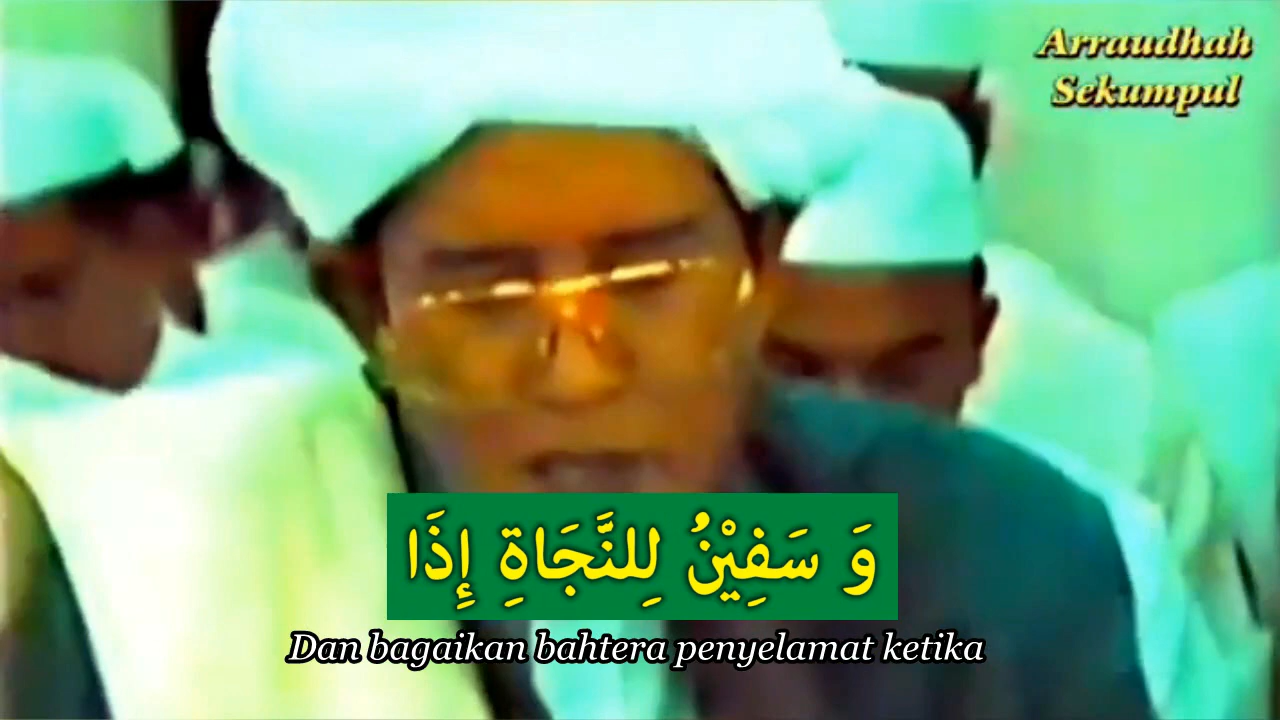 Arraudhah
Sekumpul
وَ سَفِيْنُ لِلنَّجَاةِ إِذَا
Dan bagaikan bahtera penyelamat ketika